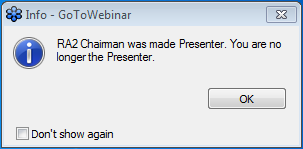 Info - GoToWebinar
RA2 Chairman was made Presenter. You are no
longer the Presenter.
OK
Don't show again